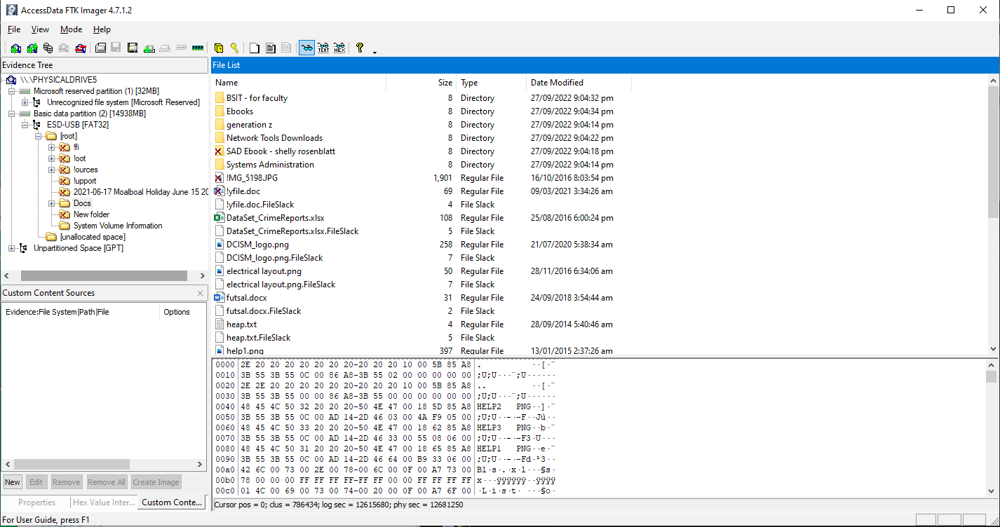 AccessData FTK Imager 4.7.1.2
File View Mode Help
Evidence Tree
\\.\PHYSICALDRIVE5
Microsoft reserved partition (1) [32MB]
Unrecognized file system [Microsoft Reserved]
Basic data partition (2) [14938MB]
ESD-USB [FAT32]
[root]
!fi
!oot
!ources
!upport
2021-06-17 Moalboal Holiday June 15 20
Docs
New folder
System Volume Information
[unallocated space]
Unpartitioned Space [GPT]
Custom Content Sources
Evidence:File System|Path|File Options
New Edit Remove Remove All Create Image
Properties Hex Value Inter... Custom Conte...
File List
Name Size Type Date Modified
BSIT - for faculty 8 Directory 27/09/2022 9:04:32 pm
Ebooks 8 Directory 27/09/2022 9:04:34 pm
generation z 8 Directory 27/09/2022 9:04:14 pm
Network Tools Downloads 8 Directory 27/09/2022 9:04:22 pm
SAD Ebook - shelly rosenblatt 8 Directory 27/09/2022 9:04:18 pm
Systems Administration 8 Directory 27/09/2022 9:04:14 pm
!MG_5198.JPG 1,901 Regular File 16/10/2016 8:03:54 pm
!yfile.doc 69 Regular File 09/03/2021 3:34:26 am
!yfile.doc.FileSlack 4 File Slack
DataSet_CrimeReports.xlsx 108 Regular File 25/08/2016 6:00:24 pm
DataSet_CrimeReports.xlsx.FileSlack 5 File Slack
DCISM_logo.png 258 Regular File 21/07/2020 5:38:34 am
DCISM_logo.png.FileSlack 7 File Slack
electrical layout.png 50 Regular File 28/11/2016 6:34:06 am
electrical layout.png.FileSlack 7 File Slack
futsal.docx 31 Regular File 24/09/2018 3:54:44 am
futsal.docx.FileSlack 2 File Slack
heap.txt 4 Regular File 28/09/2014 5:40:46 am
heap.txt.FileSlack 5 File Slack
help1.png 397 Regular File 13/01/2015 2:37:26 am
0000 2E 20 20 20 20 20 20 20-20 20 20 10 00 5B 85 A8 . ··[·¨
0010 3B 55 3B 55 0C 00 86 A8-3B 55 02 00 00 00 00 00 ;U;U···¨;U······
0020 2E 2E 20 20 20 20 20 20-20 20 20 10 00 5B 85 A8 .. ··[·¨
0030 3B 55 3B 55 00 00 86 A8-3B 55 00 00 00 00 00 00 ;U;U···¨;U······
0040 48 45 4C 50 32 20 20 20-50 4E 47 00 18 5D 85 A8 HELP2 PNG··]·¨
0050 3B 55 3B 55 0C 00 AD 14-2D 46 03 00 4A F9 05 00 ;U;U··-·-F··Jù··
0060 48 45 4C 50 33 20 20 20-50 4E 47 00 18 62 85 A8 HELP3 PNG··b·¨
0070 3B 55 3B 55 0C 00 AD 14-2D 46 33 00 55 08 06 00 ;U;U··-·-F3·U···
0080 48 45 4C 50 31 20 20 20-50 4E 47 00 18 65 85 A8 HELP1 PNG··e·¨
0090 3B 55 3B 55 0C 00 AD 14-2D 46 64 00 B9 33 06 00 ;U;U··-·-Fd·¹3··
00a0 42 6C 00 73 00 2E 00 78-00 6C 00 0F 00 A7 73 00 Bl·s·.·x·l···§s·
00b0 78 00 00 00 FF FF FF FF-FF FF 00 00 FF FF FF FF x···ÿÿÿÿÿÿ··ÿÿÿÿ
00c0 01 4C 00 69 00 73 00 74-00 20 00 0F 00 A7 6F 00 ·L·i·s·t· ···§o·
Cursor pos = 0; clus = 786434; log sec = 12615680; phy sec = 12681250
For User Guide, press F1